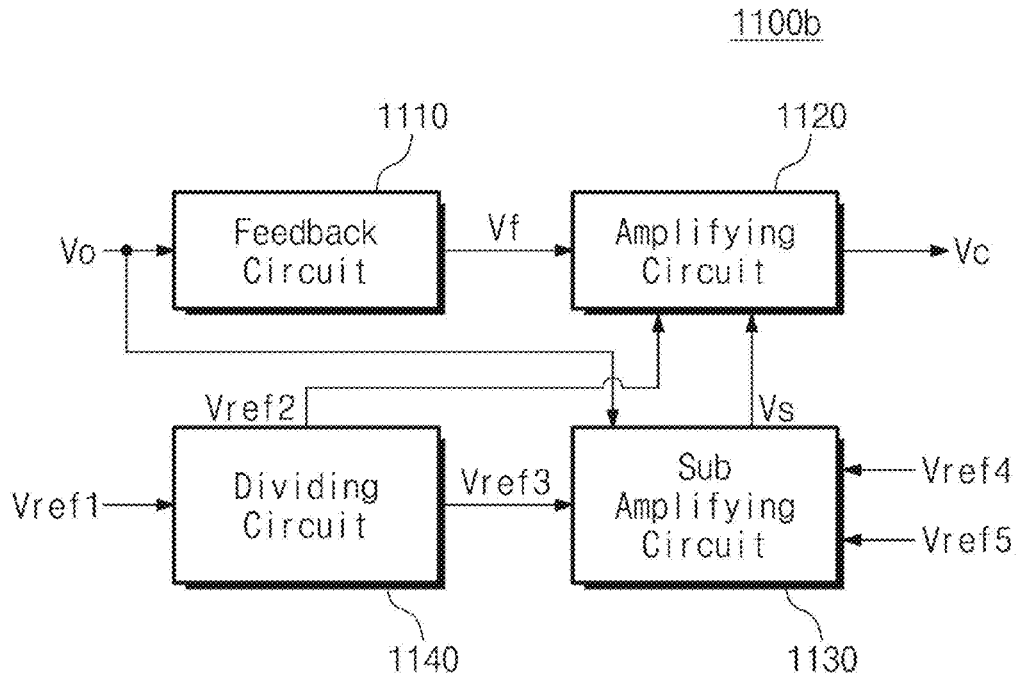 1100b
1110
1120
Vo
Feedback
Circuit
Vf
Amplifying
Circuit
Vc
Vref2
Vs
Vref1
Dividing
Circuit
Vref3
Sub
Amplifying
Circuit
Vref4
Vref5
1140
1130